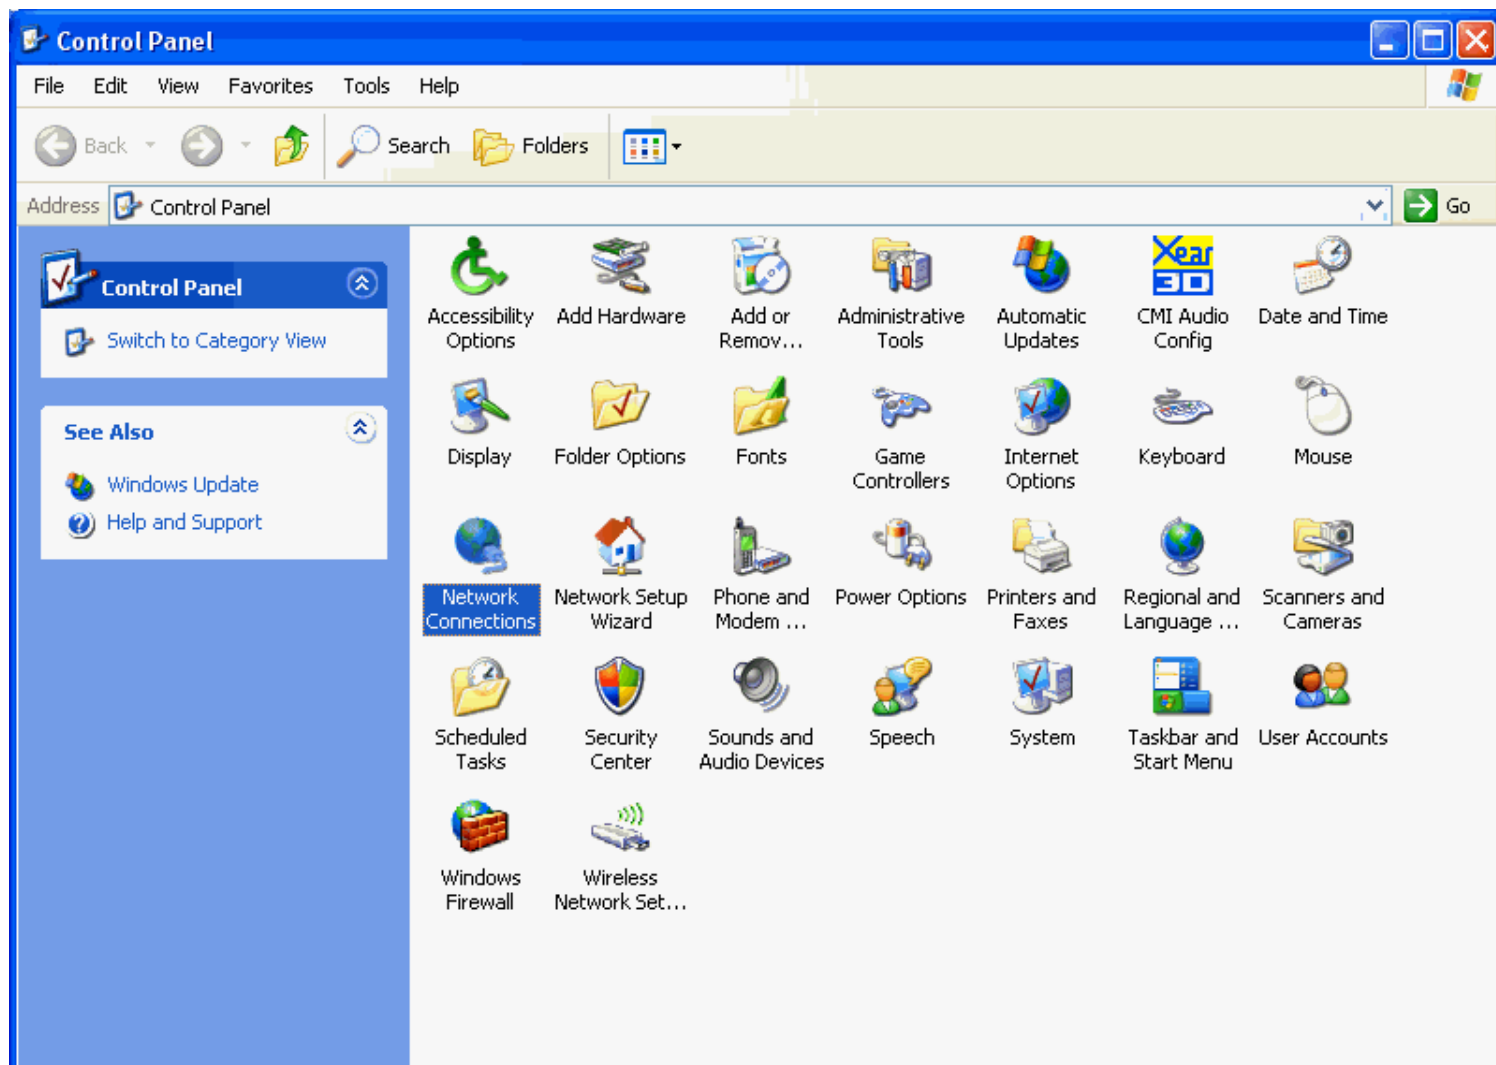 Control Panel
File Edit View Favorites Tools Help
Back Search Folders
Address Control Panel Go
Control Panel
Switch to Category View
See Also
Windows Update
Help and Support
Accessibility Options
Add Hardware
Add or Remov...
Administrative Tools
Automatic Updates
Xear 3D
CMI Audio Config
Date and Time
Display
Folder Options
Fonts
Game Controllers
Internet Options
Keyboard
Mouse
Network Connections
Network Setup Wizard
Phone and Modem ...
Power Options
Printers and Faxes
Regional and Language ...
Scanners and Cameras
Scheduled Tasks
Security Center
Sounds and Audio Devices
Speech
System
Taskbar and Start Menu
User Accounts
Windows Firewall
Wireless Network Set...